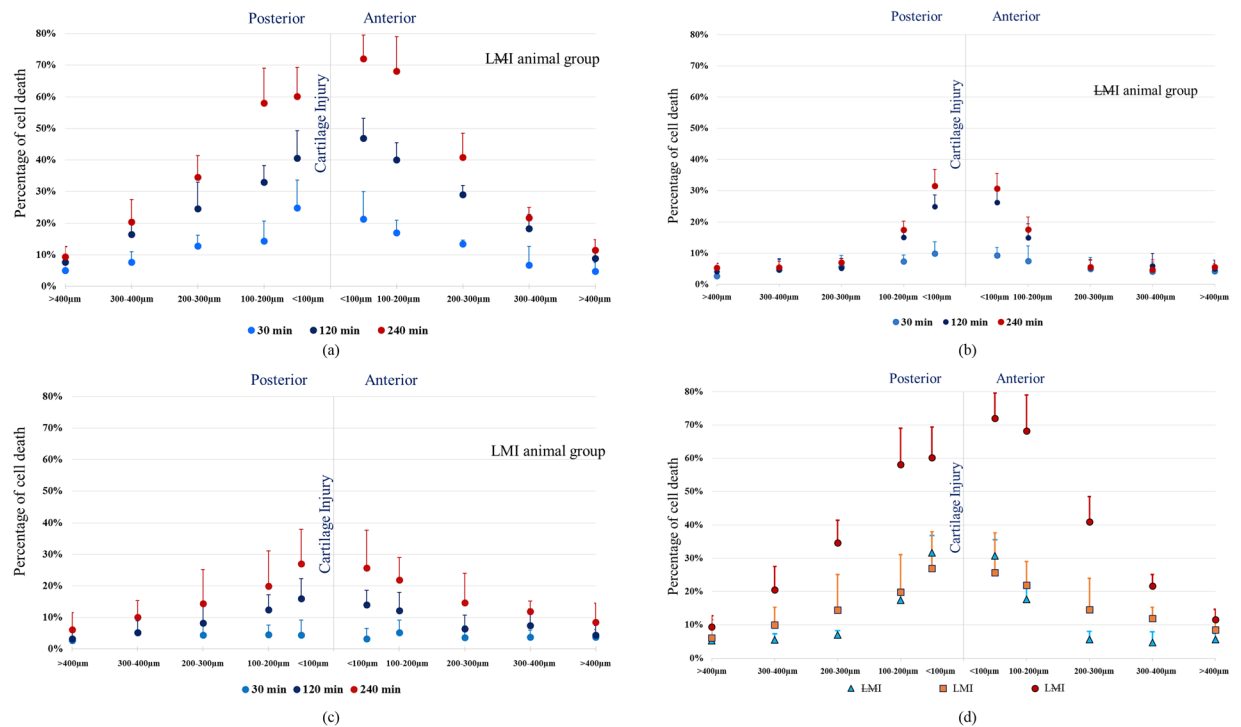 Posterior Anterior
Percentage of cell death
80%
70%
60%
50%
40%
30%
20%
10%
0%
LMI animal group
Cartilage Injury
>400μm 300-400μm 200-300μm 100-200μm <100μm <100μm 100-200μm 200-300μm 300-400μm >400μm
30 min 120 min 240 min
(a)
Posterior Anterior
Percentage of cell death
80%
70%
60%
50%
40%
30%
20%
10%
0%
LMI animal group
Cartilage Injury
>400μm 300-400μm 200-300μm 100-200μm <100μm <100μm 100-200μm 200-300μm 300-400μm >400μm
30 min 120 min 240 min
(b)
Posterior Anterior
Percentage of cell death
80%
70%
60%
50%
40%
30%
20%
10%
0%
LMI animal group
Cartilage Injury
>400μm 300-400μm 200-300μm 100-200μm <100μm <100μm 100-200μm 200-300μm 300-400μm >400μm
30 min 120 min 240 min
(c)
Posterior Anterior
Percentage of cell death
80%
70%
60%
50%
40%
30%
20%
10%
0%
Cartilage Injury
>400μm 300-400μm 200-300μm 100-200μm <100μm <100μm 100-200μm 200-300μm 300-400μm >400μm
LMI LMI LMI
(d)